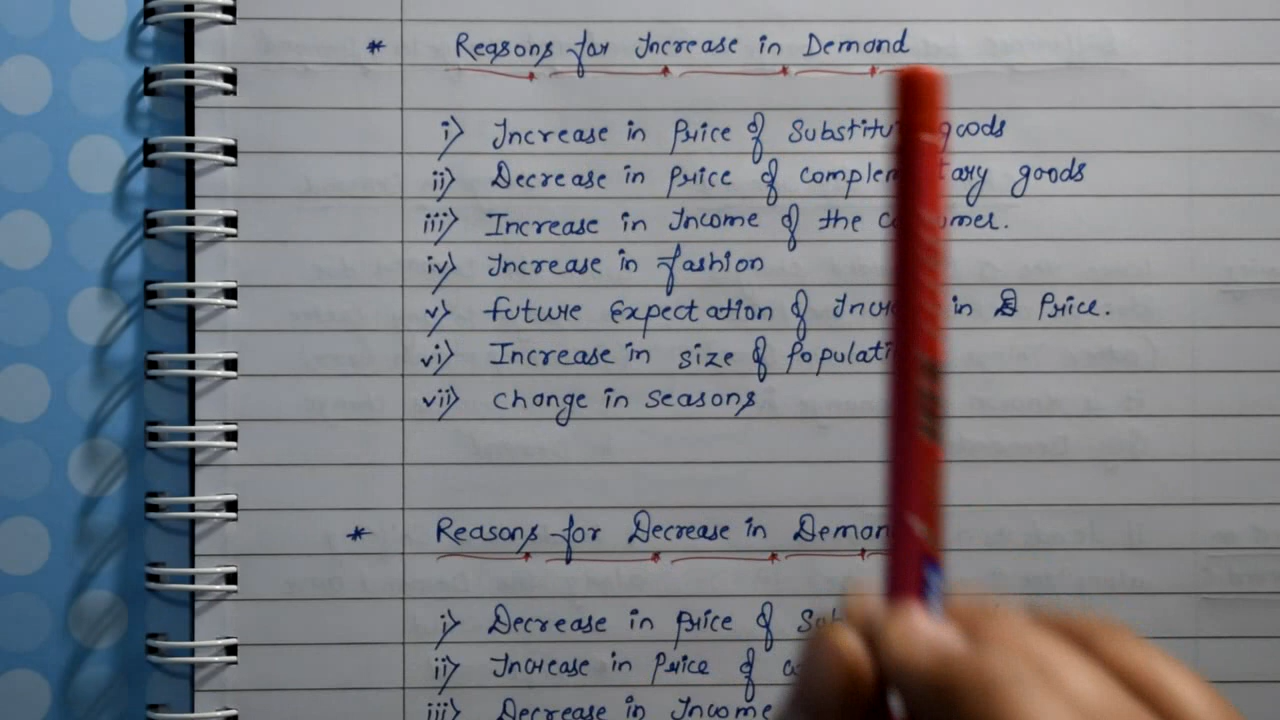 * Reasons for Increase in Demand
i) Increase in Price of Substitu goods
ii) Decrease in Price of complem tary goods
iii) Increase in Income of the c umer.
iv) Increase in fashion
v) future Expectation of Incr in Price.
vi) Increase in size of Populati
vii) change in seasons
* Reasons for Decrease in Deman
i) Decrease in Price of Sub
ii) Increase in Price of
iii) Decrease in Income